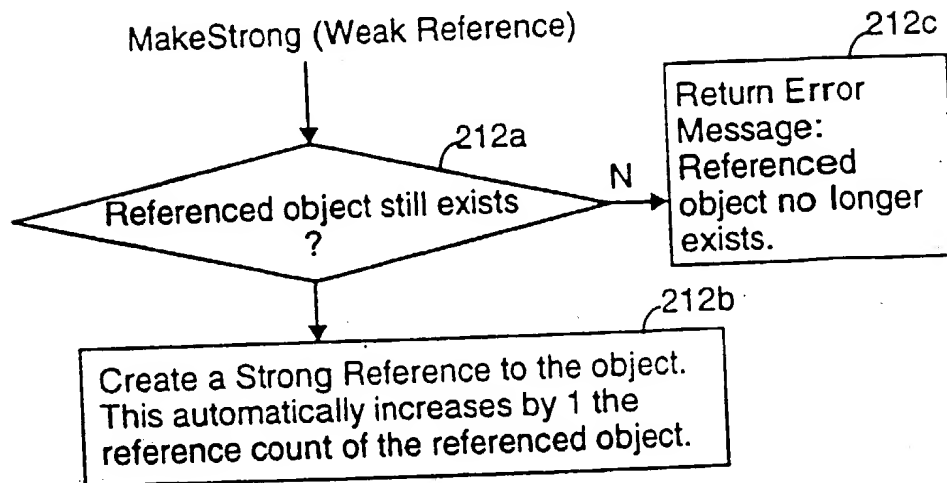 MakeStrong (Weak Reference)
212a
Referenced object still exists
?
N
212c
Return Error
Message:
Referenced
object no longer
exists.
212b
Create a Strong Reference to the object.
This automatically increases by 1 the
reference count of the referenced object.